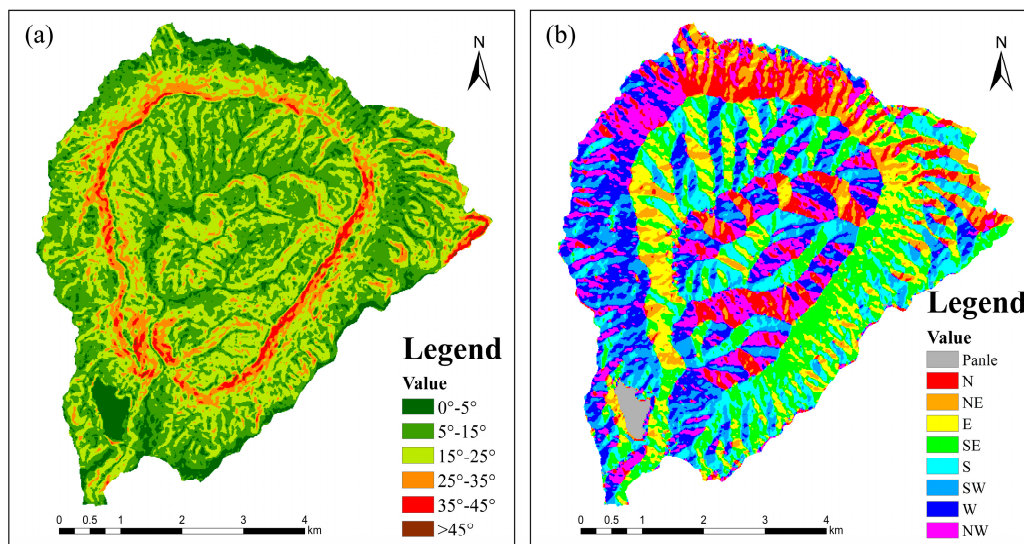 (a)
N
Legend
Value
0°-5°
5°-15°
15°-25°
25°-35°
35°-45°
>45°
0 0.5 1 2 3 4
km
(b)
N
Legend
Value
Panle
N
NE
E
SE
S
SW
W
NW
0 0.5 1 2 3 4
km